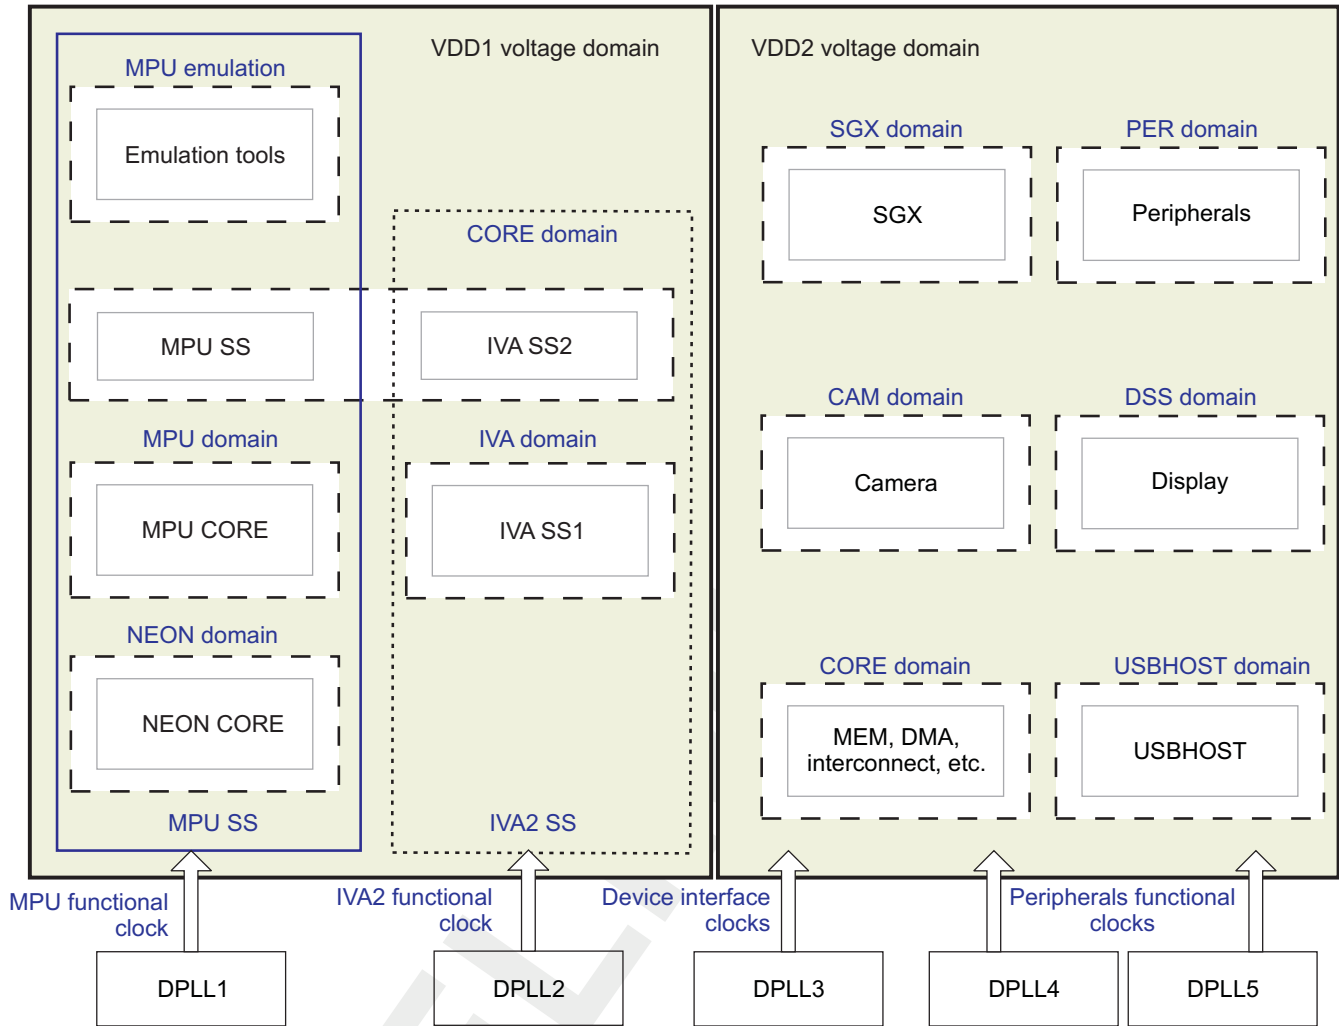 VDD1 voltage domain
MPU emulation
Emulation tools
CORE domain
MPU SS
IVA SS2
MPU domain
IVA domain
MPU CORE
IVA SS1
NEON domain
NEON CORE
MPU SS
IVA2 SS
VDD2 voltage domain
SGX domain
PER domain
SGX
Peripherals
CAM domain
DSS domain
Camera
Display
CORE domain
USBHOST domain
MEM, DMA,
interconnect, etc.
USBHOST
MPU functional
clock
IVA2 functional
clock
Device interface
clocks
Peripherals functional
clocks
DPLL1
DPLL2
DPLL3
DPLL4
DPLL5